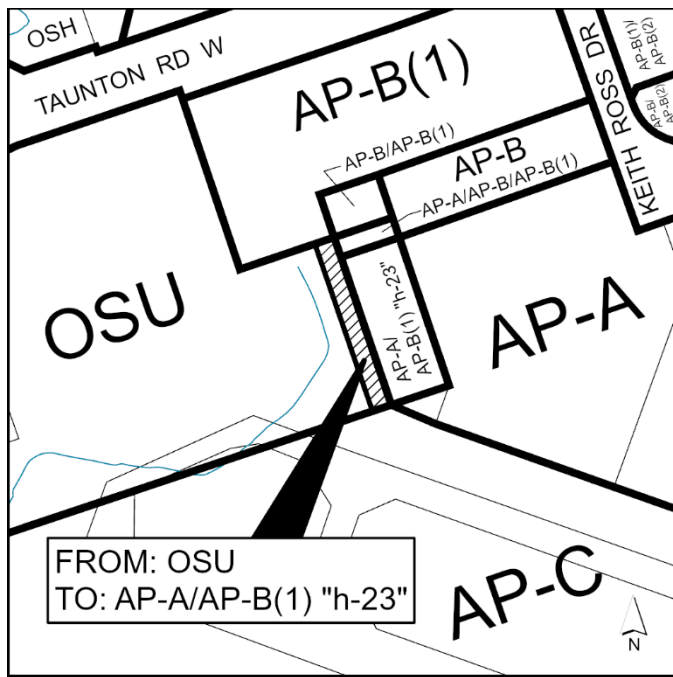 OSH
TAUNTON RD W
AP-B(1)
KEITH ROSS DR
AP-B(1)/
AP-B(2)
AP-B/
AP-B(2)
AP-B/AP-B(1)
AP-B
AP-A/AP-B/AP-B(1)
OSU
AP-A/
AP-B(1) "h-23"
AP-A
FROM: OSU
TO: AP-A/AP-B(1) "h-23"
AP-C
N